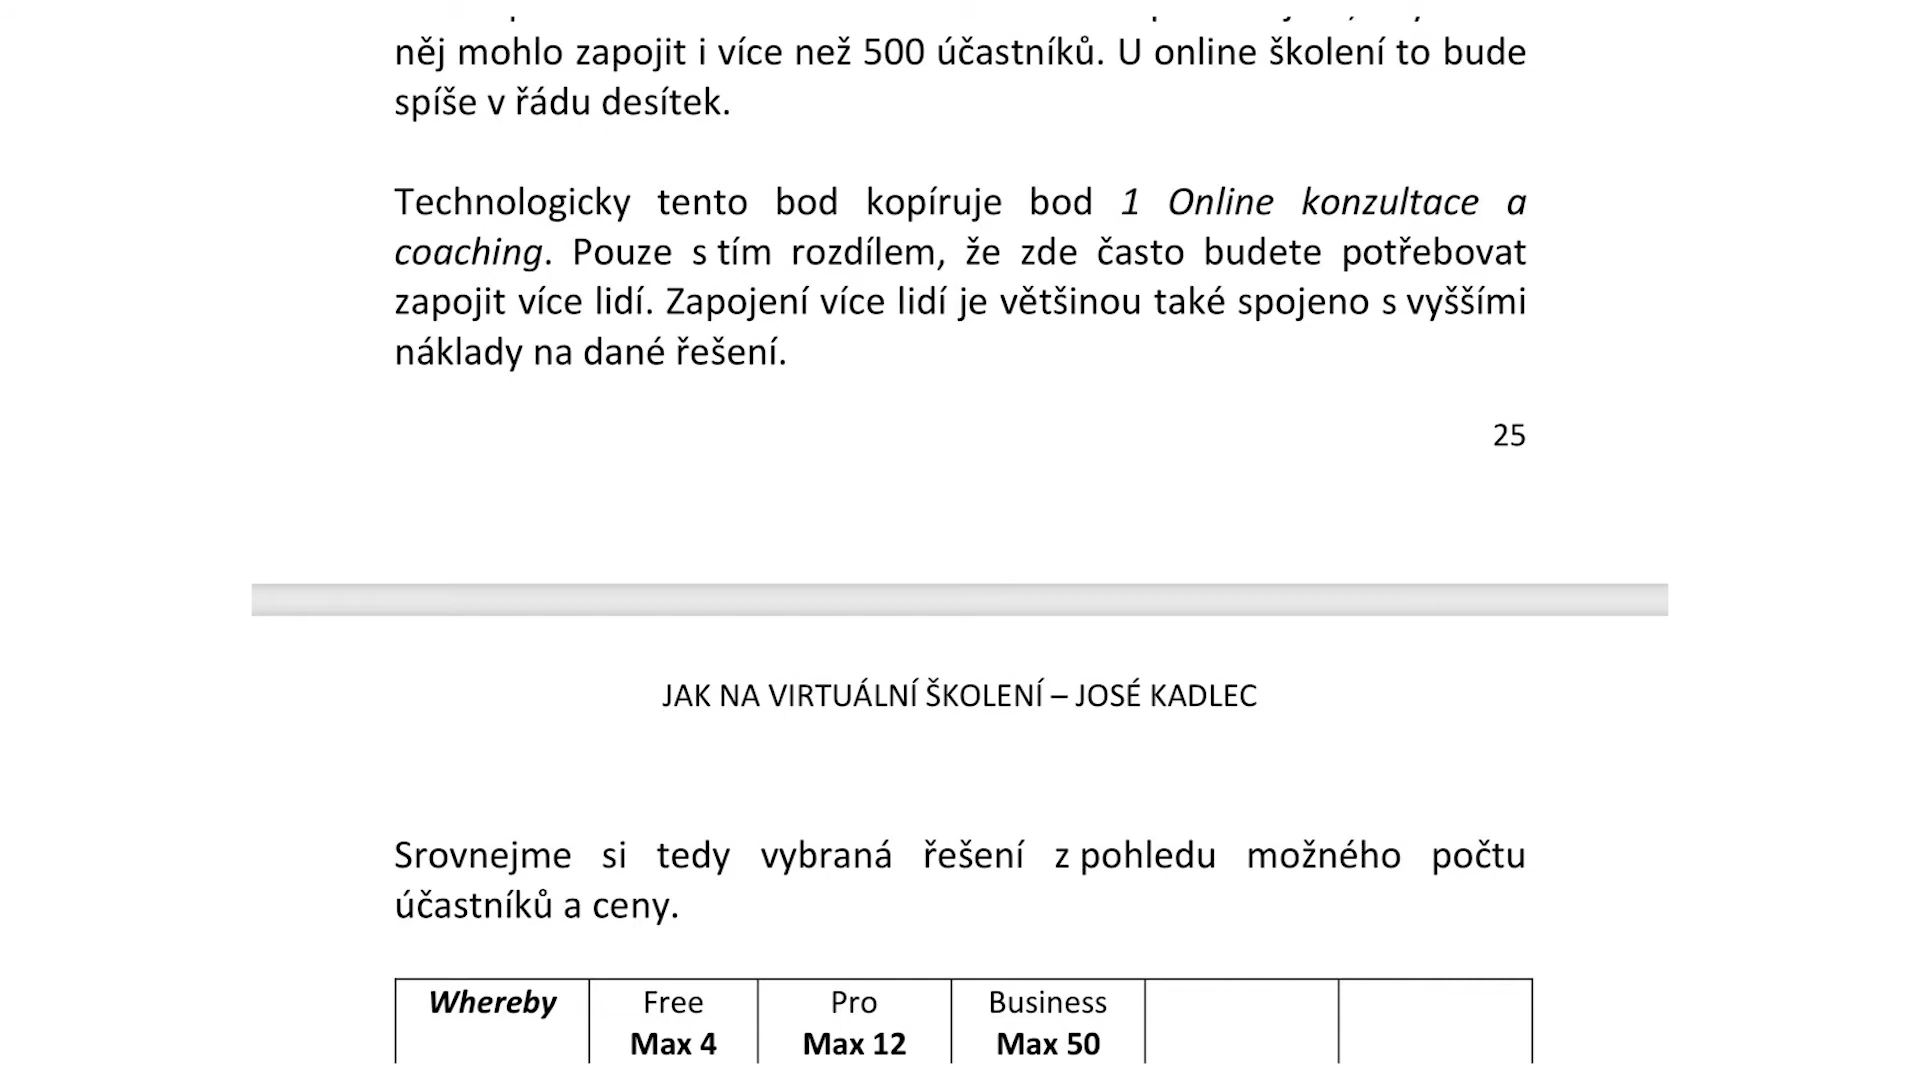 něj mohlo zapojit i více než 500 účastníků. U online školení to bude
spíše v řádu desítek.
Technologicky tento bod kopíruje bod 1 Online konzultace a
coaching. Pouze s tím rozdílem, že zde často budete potřebovat
zapojit více lidí. Zapojení více lidí je většinou také spojeno s vyššími
náklady na dané řešení.
25
JAK NA VIRTUÁLNÍ ŠKOLENÍ – JOSÉ KADLEC
Srovnejme si tedy vybraná řešení z pohledu možného počtu
účastníků a ceny.
Whereby Free Pro Business
Max 4 Max 12 Max 50